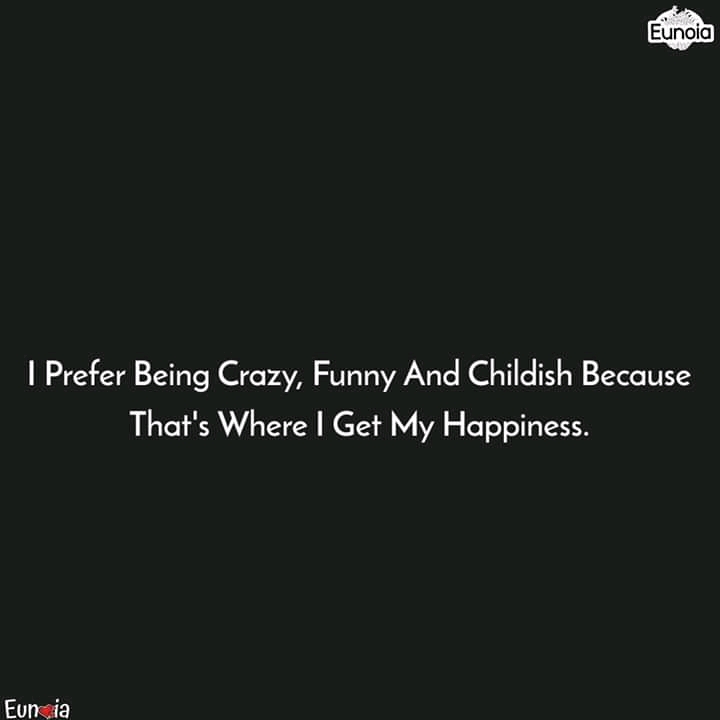 Eunoia
I Prefer Being Crazy, Funny And Childish Because
That's Where I Get My Happiness.
Eunoia